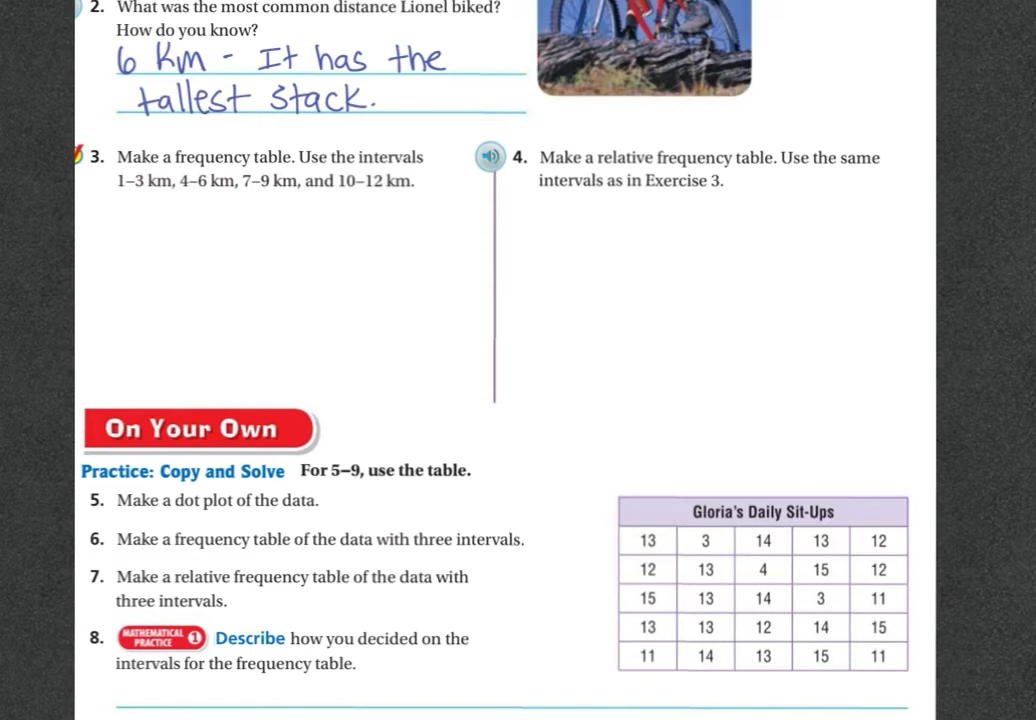 2. What was the most common distance Lionel biked?
How do you know?
6 Km - It has the
tallest stack.
3. Make a frequency table. Use the intervals
1–3 km, 4–6 km, 7–9 km, and 10–12 km.
4. Make a relative frequency table. Use the same
intervals as in Exercise 3.
On Your Own
Practice: Copy and Solve For 5–9, use the table.
5. Make a dot plot of the data.
6. Make a frequency table of the data with three intervals.
7. Make a relative frequency table of the data with
three intervals.
8. MATHEMATICAL PRACTICE 1 Describe how you decided on the
intervals for the frequency table.
Gloria's Daily Sit-Ups
13 3 14 13 12
12 13 4 15 12
15 13 14 3 11
13 13 12 14 15
11 14 13 15 11